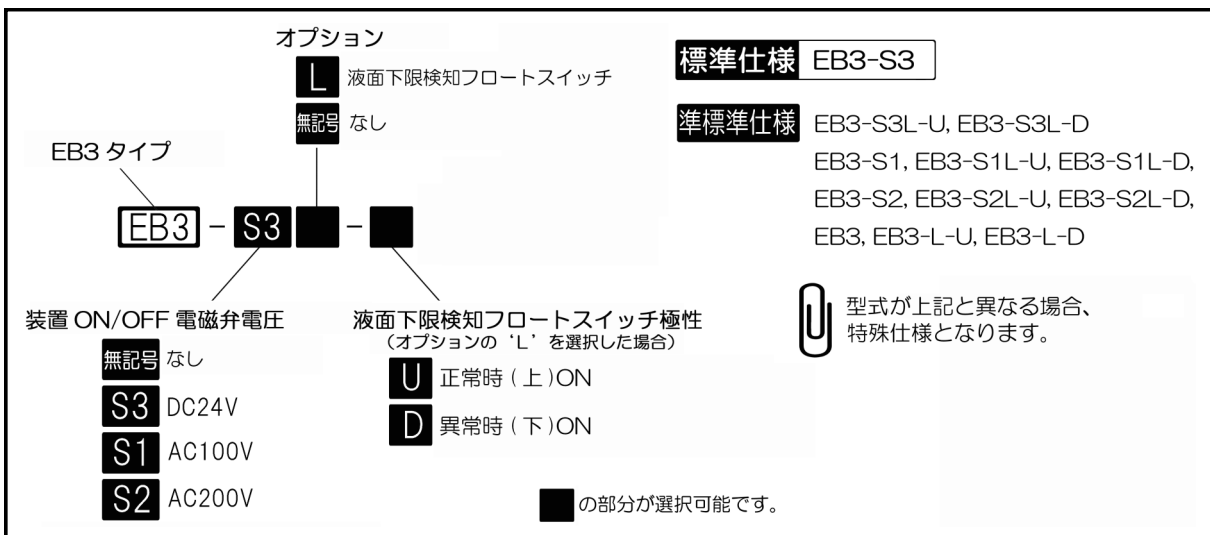 オプション
L 液面下限検知フロートスイッチ
無記号 なし
EB3 タイプ
EB3 - S3 -
装置 ON/OFF 電磁弁電圧
無記号 なし
S3 DC24V
S1 AC100V
S2 AC200V
液面下限検知フロートスイッチ極性
(オプションの 'L' を選択した場合)
U 正常時 ( 上 )ON
D 異常時 ( 下 )ON
の部分が選択可能です。
標準仕様 EB3-S3
準標準仕様 EB3-S3L-U, EB3-S3L-D
EB3-S1, EB3-S1L-U, EB3-S1L-D,
EB3-S2, EB3-S2L-U, EB3-S2L-D,
EB3, EB3-L-U, EB3-L-D
型式が上記と異なる場合、
特殊仕様となります。